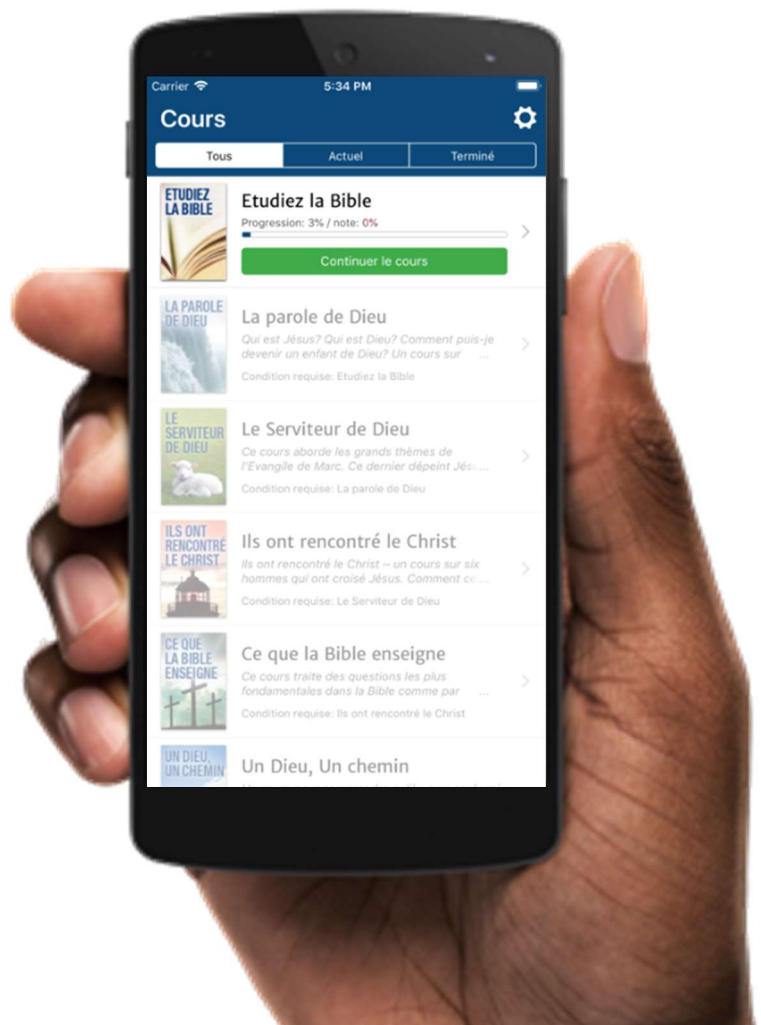 Carrier 5:34 PM
Cours
Tous Actuel Terminé
ETUDIEZ
LA BIBLE
Etudiez la Bible
Progression: 3% / note: 0%
Continuer le cours
LA PAROLE
DE DIEU
La parole de Dieu
Qui est Jésus? Qui est Dieu? Comment puis-je
devenir un enfant de Dieu? Un cours sur ...
Condition requise: Etudiez la Bible
LE
SERVITEUR
DE DIEU
Le Serviteur de Dieu
Ce cours aborde les grands thèmes de
l'Evangile de Marc. Ce dernier dépeint Jés...
Condition requise: La parole de Dieu
ILS ONT
RENCONTRÉ
LE CHRIST
Ils ont rencontré le Christ
Ils ont rencontré le Christ – un cours sur six
hommes qui ont croisé Jésus. Comment ce ...
Condition requise: Le Serviteur de Dieu
CE QUE
LA BIBLE
ENSEIGNE
Ce que la Bible enseigne
Ce cours traite des questions les plus
fondamentales dans la Bible comme par ...
Condition requise: Ils ont rencontré le Christ
UN DIEU,
UN CHEMIN
Un Dieu, Un chemin